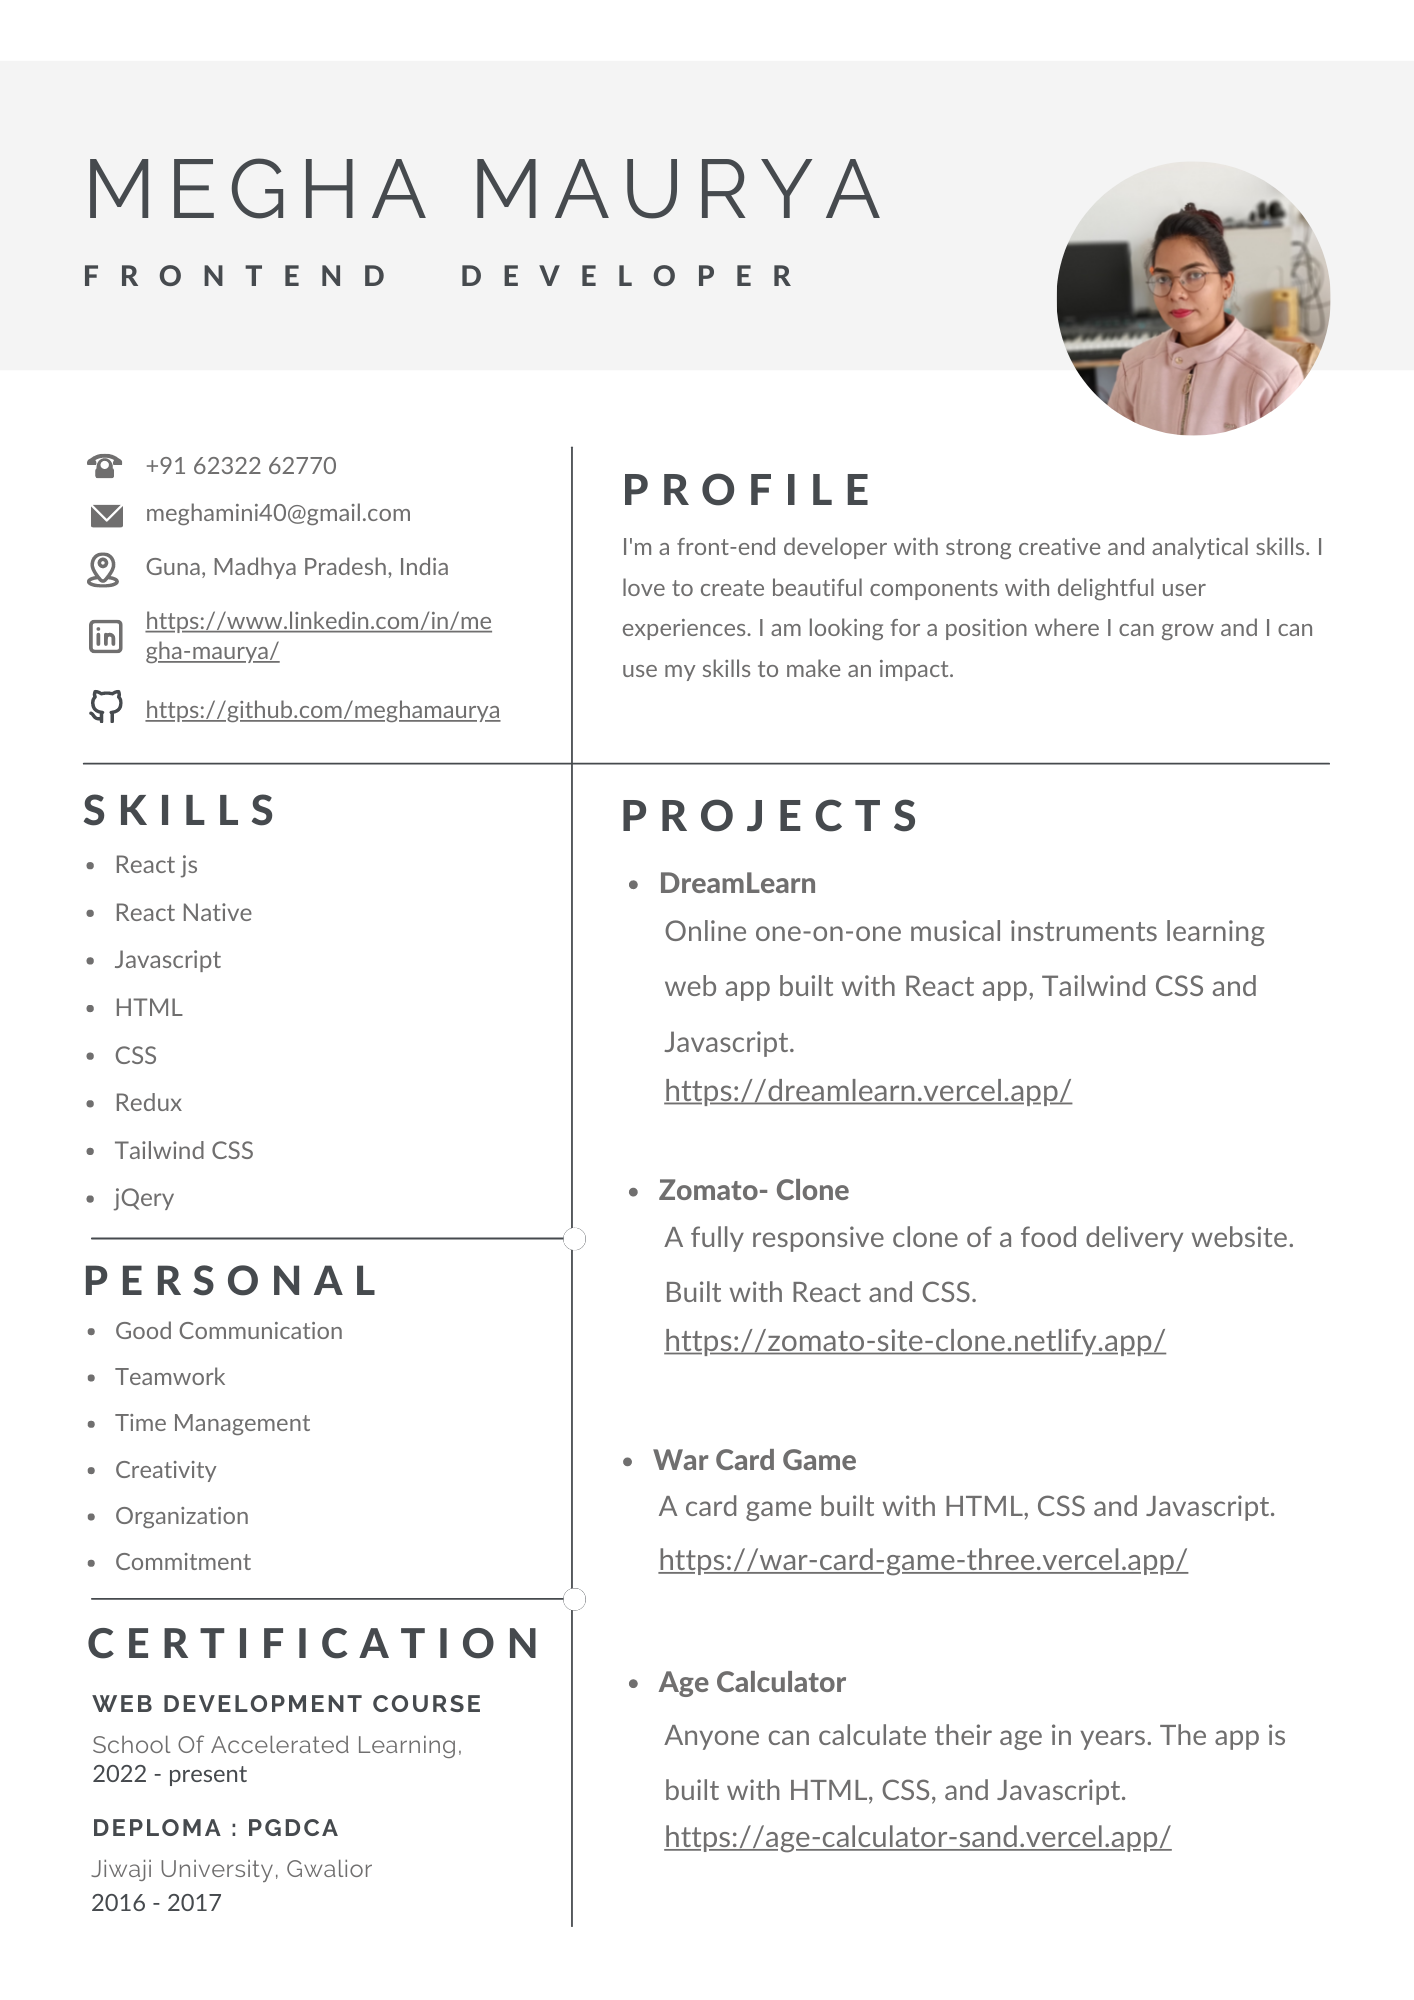 MEGHA MAURYA
FRONTEND DEVELOPER
+91 62322 62770
meghamini40@gmail.com
Guna, Madhya Pradesh, India
https://www.linkedin.com/in/me
gha-maurya/
https://github.com/meghamaurya
PROFILE
I'm a front-end developer with strong creative and analytical skills. I
love to create beautiful components with delightful user
experiences. I am looking for a position where I can grow and I can
use my skills to make an impact.
SKILLS
• React js
• React Native
• Javascript
• HTML
• CSS
• Redux
• Tailwind CSS
• jQery
PERSONAL
• Good Communication
• Teamwork
• Time Management
• Creativity
• Organization
• Commitment
CERTIFICATION
WEB DEVELOPMENT COURSE
School Of Accelerated Learning,
2022 - present
DEPLOMA : PGDCA
Jiwaji University, Gwalior
2016 - 2017
PROJECTS
• DreamLearn
Online one-on-one musical instruments learning
web app built with React app, Tailwind CSS and
Javascript.
https://dreamlearn.vercel.app/
• Zomato- Clone
A fully responsive clone of a food delivery website.
Built with React and CSS.
https://zomato-site-clone.netlify.app/
• War Card Game
A card game built with HTML, CSS and Javascript.
https://war-card-game-three.vercel.app/
• Age Calculator
Anyone can calculate their age in years. The app is
built with HTML, CSS, and Javascript.
https://age-calculator-sand.vercel.app/